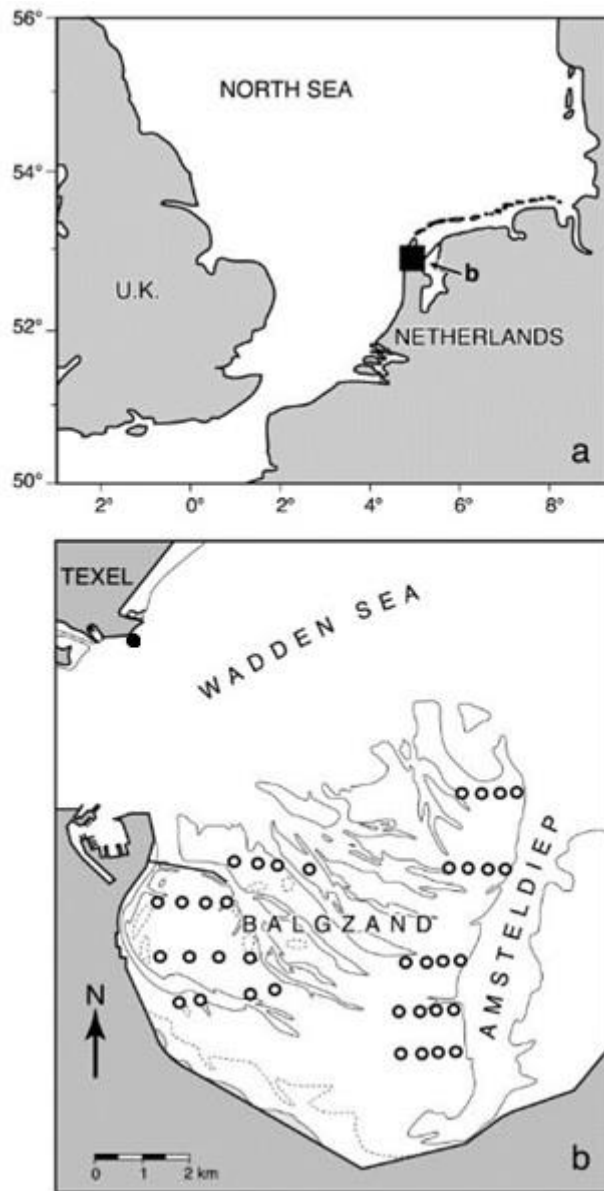 56°
54°
52°
50°
2°
0°
2°
4°
6°
8°
NORTH SEA
U.K.
b
NETHERLANDS
a
TEXEL
WADDEN SEA
BALGZAND
AMSTELDIEP
N
0 1 2 km
b